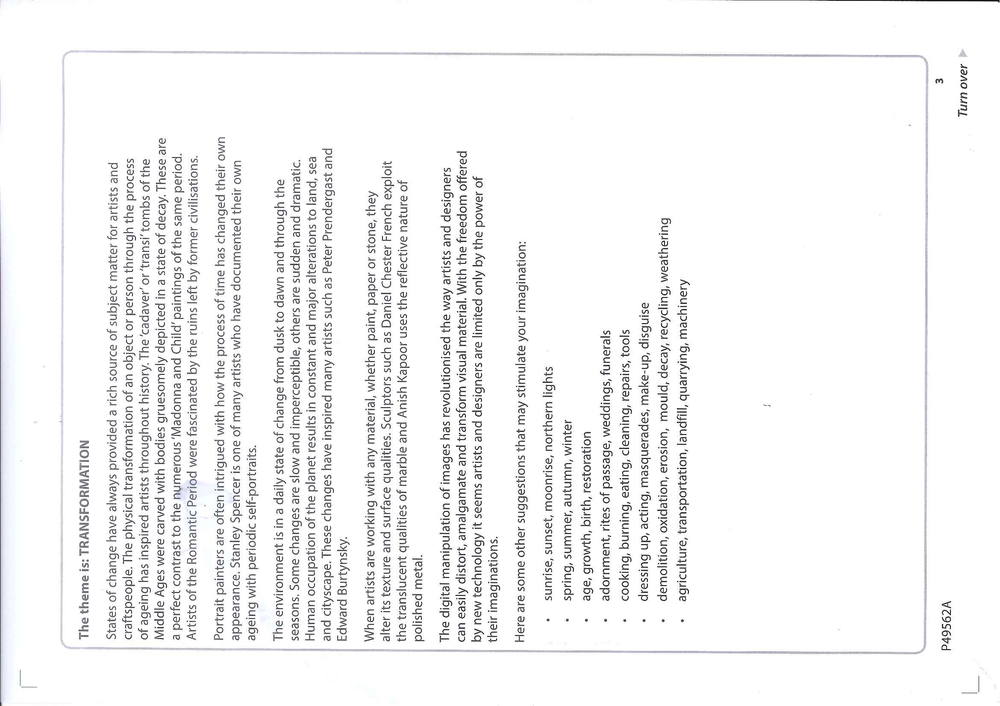 The theme is: TRANSFORMATION
States of change have always provided a rich source of subject matter for artists and
craftspeople. The physical transformation of an object or person through the process
of ageing has inspired artists throughout history. The ‘cadaver’ or ‘transi’ tombs of the
Middle Ages were carved with bodies gruesomely depicted in a state of decay. These are
a perfect contrast to the numerous ‘Madonna and Child’ paintings of the same period.
Artists of the Romantic Period were fascinated by the ruins left by former civilisations.
Portrait painters are often intrigued with how the process of time has changed their own
appearance. Stanley Spencer is one of many artists who have documented their own
ageing with periodic self-portraits.
The environment is in a daily state of change from dusk to dawn and through the
seasons. Some changes are slow and imperceptible, others are sudden and dramatic.
Human occupation of the planet results in constant and major alterations to land, sea
and cityscape. These changes have inspired many artists such as Peter Prendergast and
Edward Burtynsky.
When artists are working with any material, whether paint, paper or stone, they
alter its texture and surface qualities. Sculptors such as Daniel Chester French exploit
the translucent qualities of marble and Anish Kapoor uses the reflective nature of
polished metal.
The digital manipulation of images has revolutionised the way artists and designers
can easily distort, amalgamate and transform visual material. With the freedom offered
by new technology it seems artists and designers are limited only by the power of
their imaginations.
Here are some other suggestions that may stimulate your imagination:
• sunrise, sunset, moonrise, northern lights
• spring, summer, autumn, winter
• age, growth, birth, restoration
• adornment, rites of passage, weddings, funerals
• cooking, burning, eating, cleaning, repairs, tools
• dressing up, acting, masquerades, make-up, disguise
• demolition, oxidation, erosion, mould, decay, recycling, weathering
• agriculture, transportation, landfill, quarrying, machinery
P49562A
3
Turn over